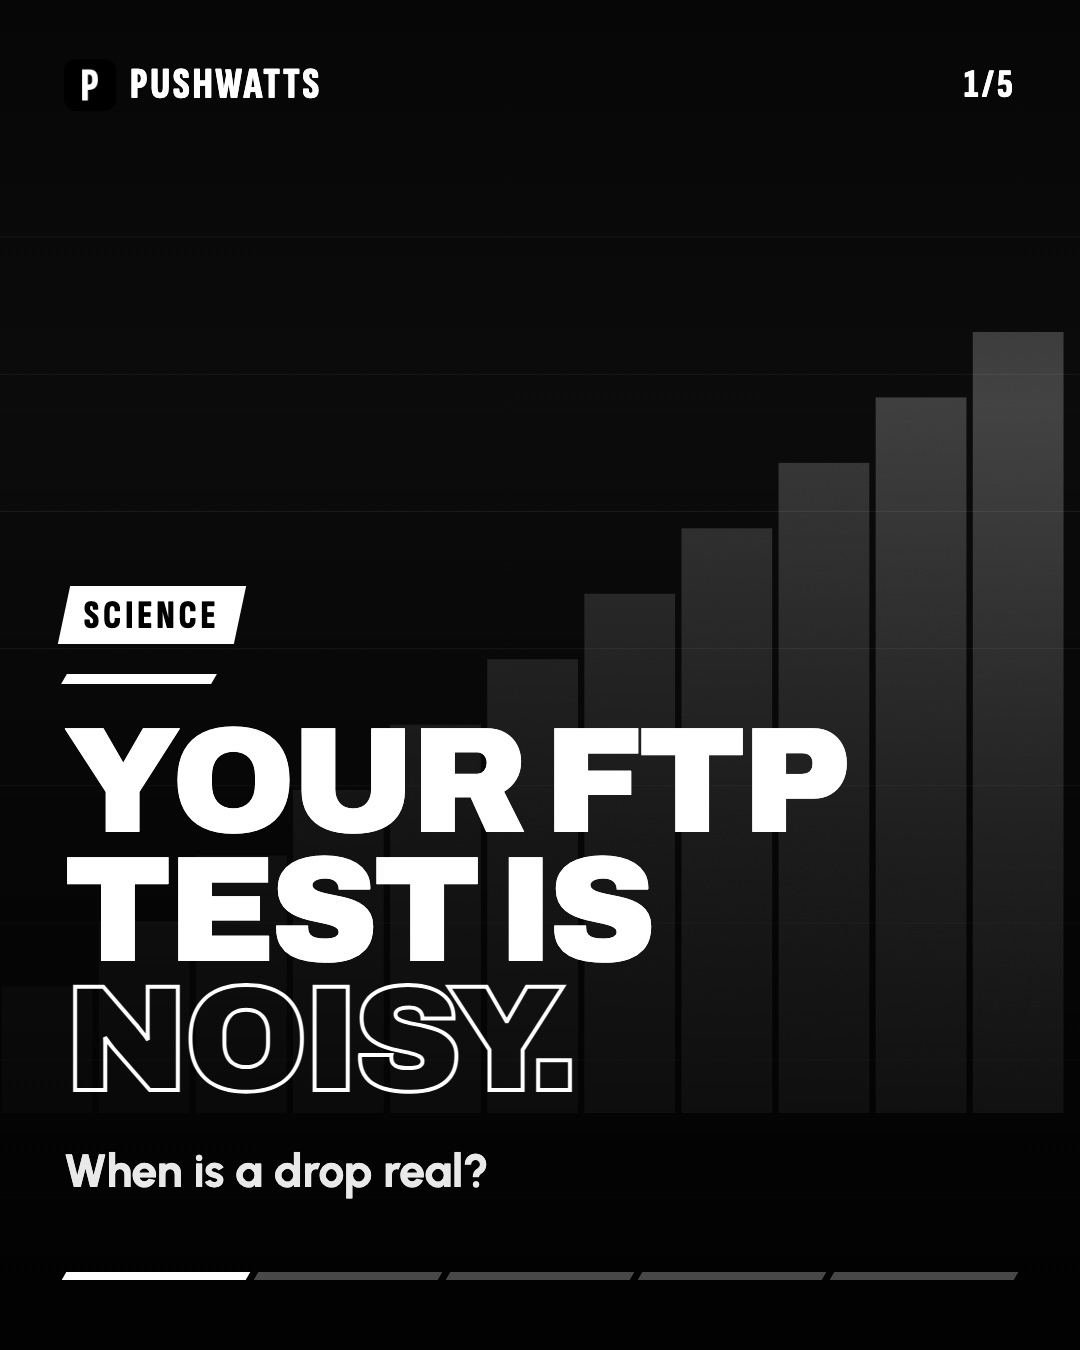 P PUSHWATTS
1/5
SCIENCE
YOUR FTP
TEST IS
NOISY.
When is a drop real?